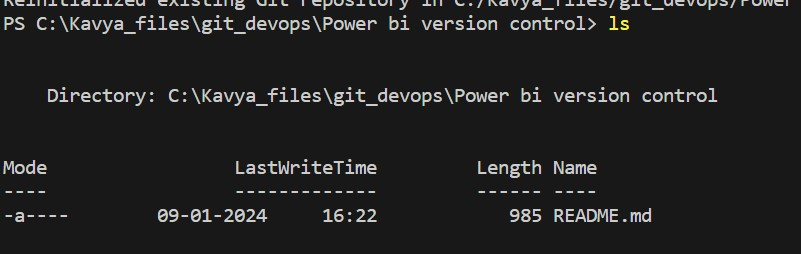 Reinitialized existing Git repository in C:/Kavya_files/git_devops/Power
PS C:\Kavya_files\git_devops\Power bi version control> ls
Directory: C:\Kavya_files\git_devops\Power bi version control
Mode LastWriteTime Length Name
---- ------------- ------ ----
-a---- 09-01-2024 16:22 985 README.md